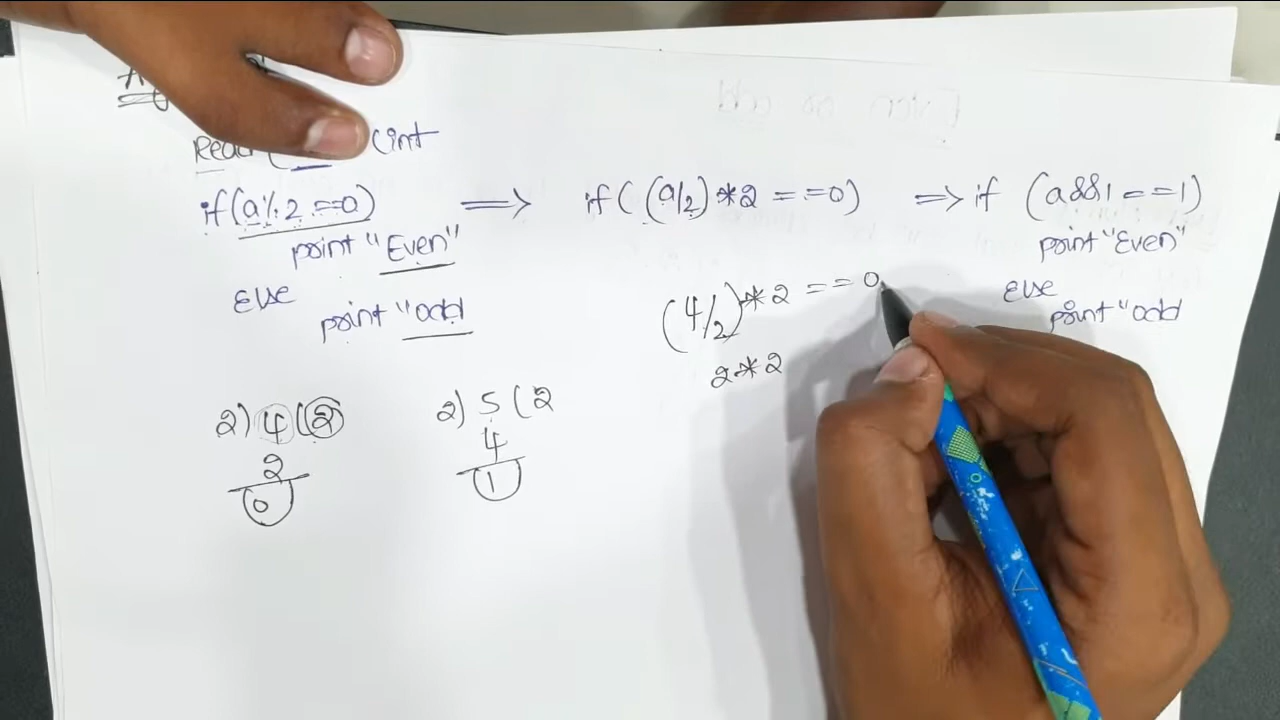 Read ( (int
if(a%2==0) => if((a/2)*2==0) => if (a&&1==1)
print "Even" print "Even"
Else Else
print "odd print "odd
(4/2)*2==0
2*2
2) 4 (2 2) 5 (2
2 4
0 1